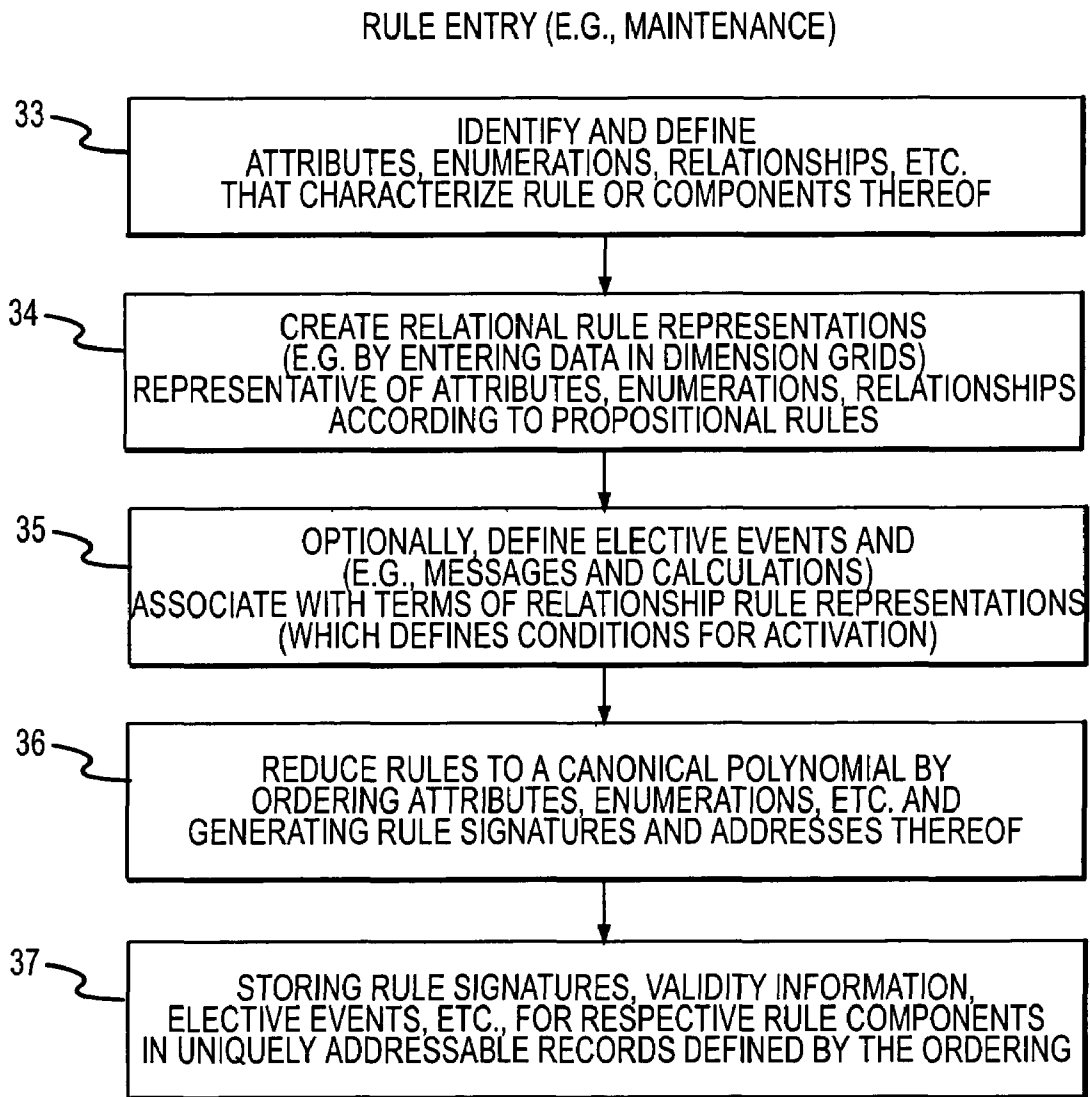 RULE ENTRY (E.G., MAINTENANCE)
33
IDENTIFY AND DEFINE
ATTRIBUTES, ENUMERATIONS, RELATIONSHIPS, ETC.
THAT CHARACTERIZE RULE OR COMPONENTS THEREOF
34
CREATE RELATIONAL RULE REPRESENTATIONS
(E.G. BY ENTERING DATA IN DIMENSION GRIDS)
REPRESENTATIVE OF ATTRIBUTES, ENUMERATIONS, RELATIONSHIPS
ACCORDING TO PROPOSITIONAL RULES
35
OPTIONALLY, DEFINE ELECTIVE EVENTS AND
(E.G., MESSAGES AND CALCULATIONS)
ASSOCIATE WITH TERMS OF RELATIONSHIP RULE REPRESENTATIONS
(WHICH DEFINES CONDITIONS FOR ACTIVATION)
36
REDUCE RULES TO A CANONICAL POLYNOMIAL BY
ORDERING ATTRIBUTES, ENUMERATIONS, ETC. AND
GENERATING RULE SIGNATURES AND ADDRESSES THEREOF
37
STORING RULE SIGNATURES, VALIDITY INFORMATION,
ELECTIVE EVENTS, ETC., FOR RESPECTIVE RULE COMPONENTS
IN UNIQUELY ADDRESSABLE RECORDS DEFINED BY THE ORDERING